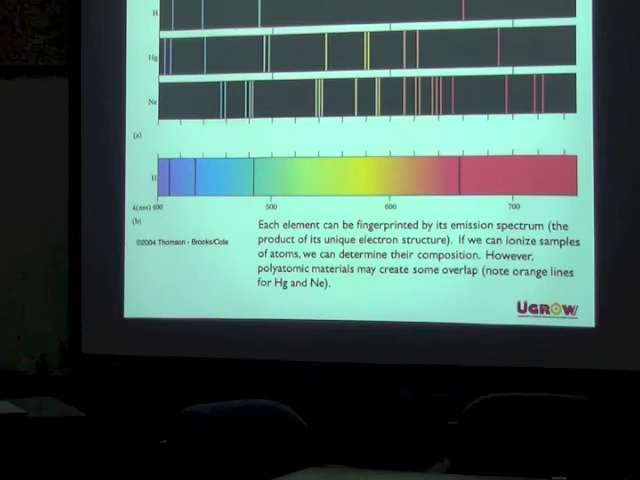 H
Hg
Ne
(a)
H
λ(nm) 400 500 600 700
(b)
©2004 Thomson - Brooks/Cole
Each element can be fingerprinted by its emission spectrum (the
product of its unique electron structure). If we can ionize samples
of atoms, we can determine their composition. However,
polyatomic materials may create some overlap (note orange lines
for Hg and Ne).
UGROW